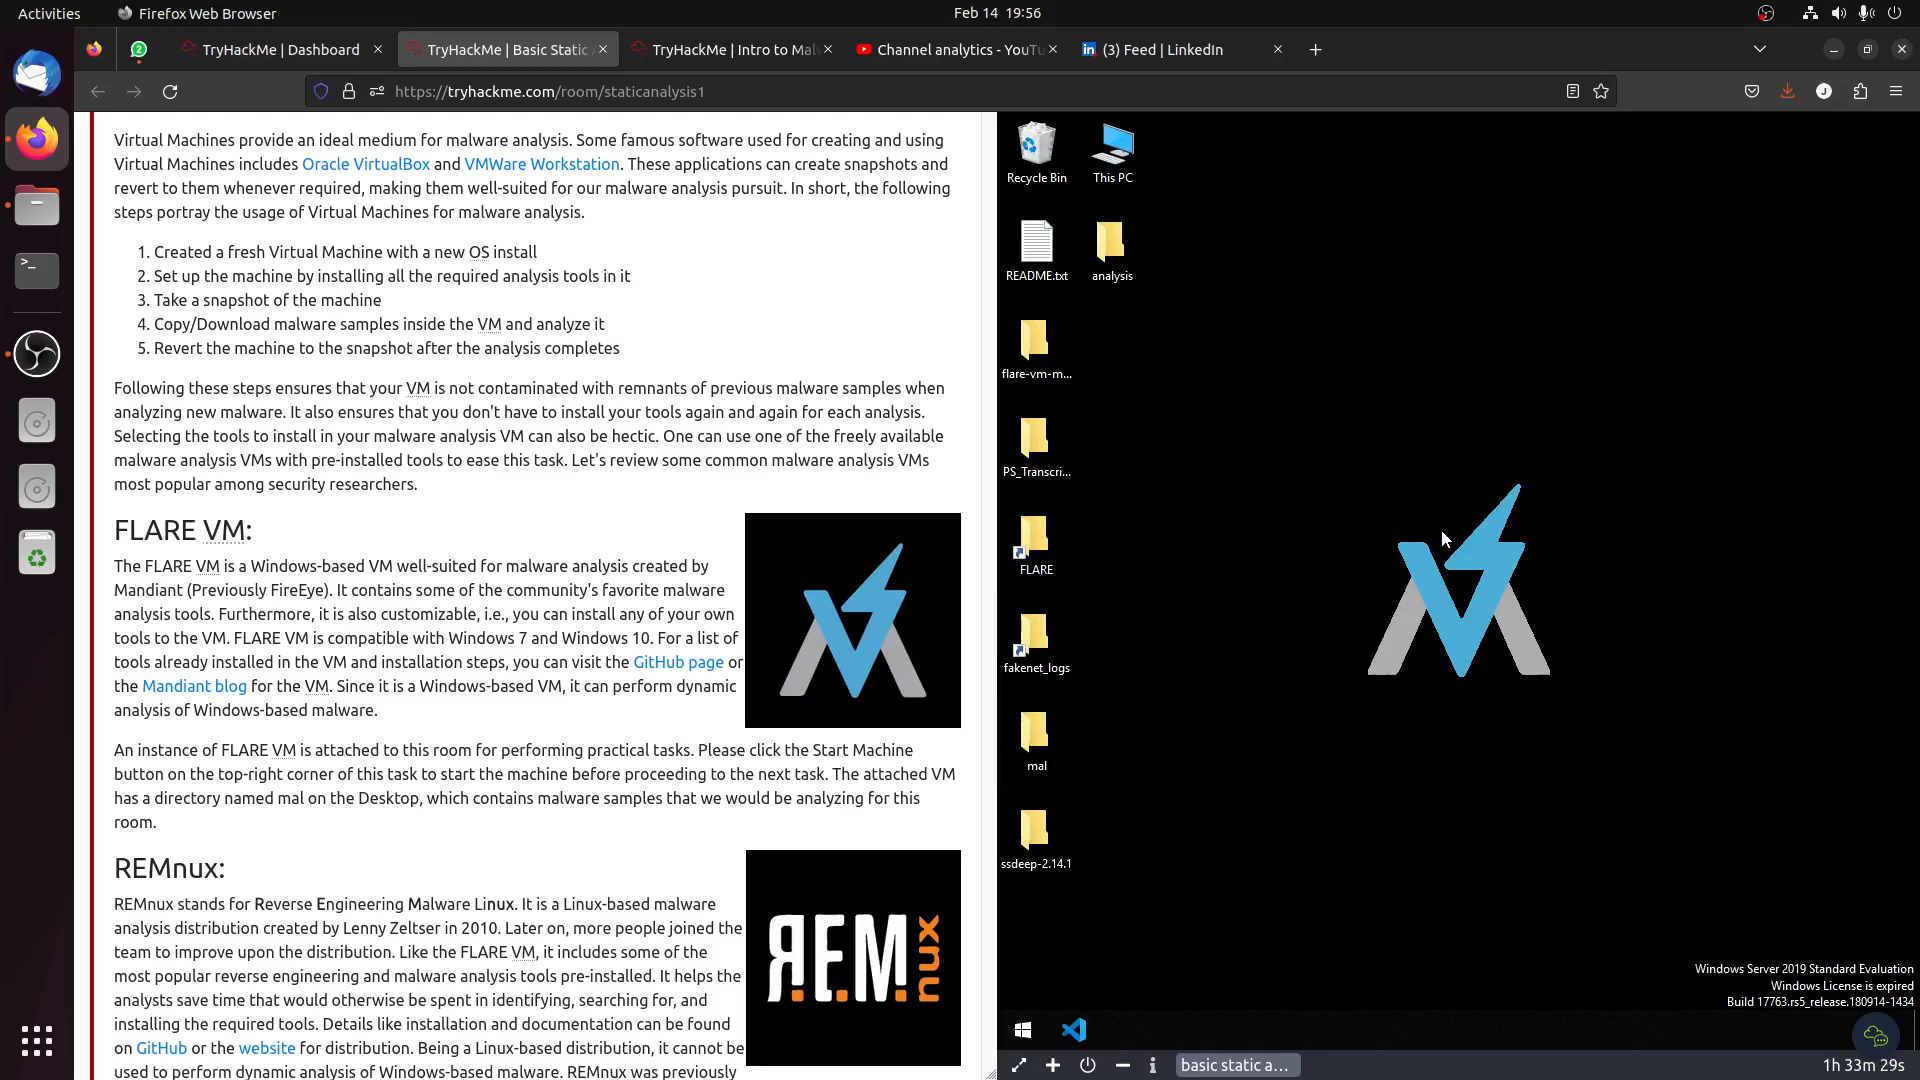 Activities
Firefox Web Browser
Feb 14 19:56
2
TryHackMe | Dashboard
TryHackMe | Basic Static
TryHackMe | Intro to Mal
Channel analytics - YouTu
(3) Feed | LinkedIn
https://tryhackme.com/room/staticanalysis1
J
Virtual Machines provide an ideal medium for malware analysis. Some famous software used for creating and using
Virtual Machines includes Oracle VirtualBox and VMWare Workstation. These applications can create snapshots and
revert to them whenever required, making them well-suited for our malware analysis pursuit. In short, the following
steps portray the usage of Virtual Machines for malware analysis.
1. Created a fresh Virtual Machine with a new OS install
2. Set up the machine by installing all the required analysis tools in it
3. Take a snapshot of the machine
4. Copy/Download malware samples inside the VM and analyze it
5. Revert the machine to the snapshot after the analysis completes
Following these steps ensures that your VM is not contaminated with remnants of previous malware samples when
analyzing new malware. It also ensures that you don't have to install your tools again and again for each analysis.
Selecting the tools to install in your malware analysis VM can also be hectic. One can use one of the freely available
malware analysis VMs with pre-installed tools to ease this task. Let's review some common malware analysis VMs
most popular among security researchers.
FLARE VM:
The FLARE VM is a Windows-based VM well-suited for malware analysis created by
Mandiant (Previously FireEye). It contains some of the community's favorite malware
analysis tools. Furthermore, it is also customizable, i.e., you can install any of your own
tools to the VM. FLARE VM is compatible with Windows 7 and Windows 10. For a list of
tools already installed in the VM and installation steps, you can visit the GitHub page or
the Mandiant blog for the VM. Since it is a Windows-based VM, it can perform dynamic
analysis of Windows-based malware.
An instance of FLARE VM is attached to this room for performing practical tasks. Please click the Start Machine
button on the top-right corner of this task to start the machine before proceeding to the next task. The attached VM
has a directory named mal on the Desktop, which contains malware samples that we would be analyzing for this
room.
REMnux:
REMnux stands for Reverse Engineering Malware Linux. It is a Linux-based malware
analysis distribution created by Lenny Zeltser in 2010. Later on, more people joined the
team to improve upon the distribution. Like the FLARE VM, it includes some of the
most popular reverse engineering and malware analysis tools pre-installed. It helps the
analysts save time that would otherwise be spent in identifying, searching for, and
installing the required tools. Details like installation and documentation can be found
on GitHub or the website for distribution. Being a Linux-based distribution, it cannot be
used to perform dynamic analysis of Windows-based malware. REMnux was previously
REM nux
Recycle Bin
This PC
README.txt
analysis
flare-vm-m...
PS_Transcri...
FLARE
fakenet_logs
mal
ssdeep-2.14.1
Windows Server 2019 Standard Evaluation
Windows License is expired
Build 17763.rs5_release.180914-1434
basic static a...
1h 33m 29s